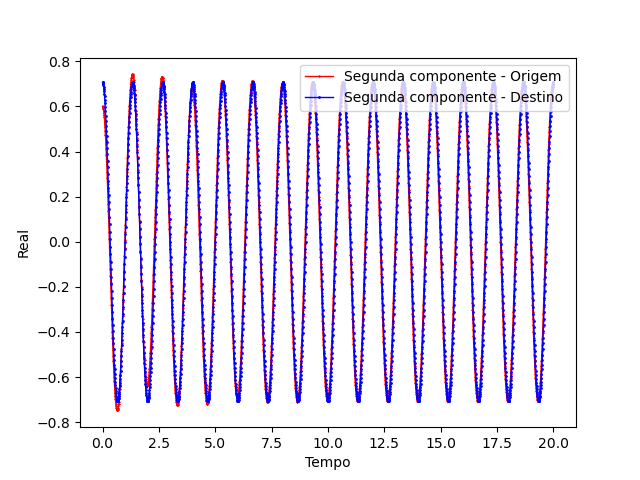 Segunda componente - Origem
Segunda componente - Destino
0.8
0.6
0.4
0.2
0.0
−0.2
−0.4
−0.6
−0.8
Real
0.0 2.5 5.0 7.5 10.0 12.5 15.0 17.5 20.0
Tempo